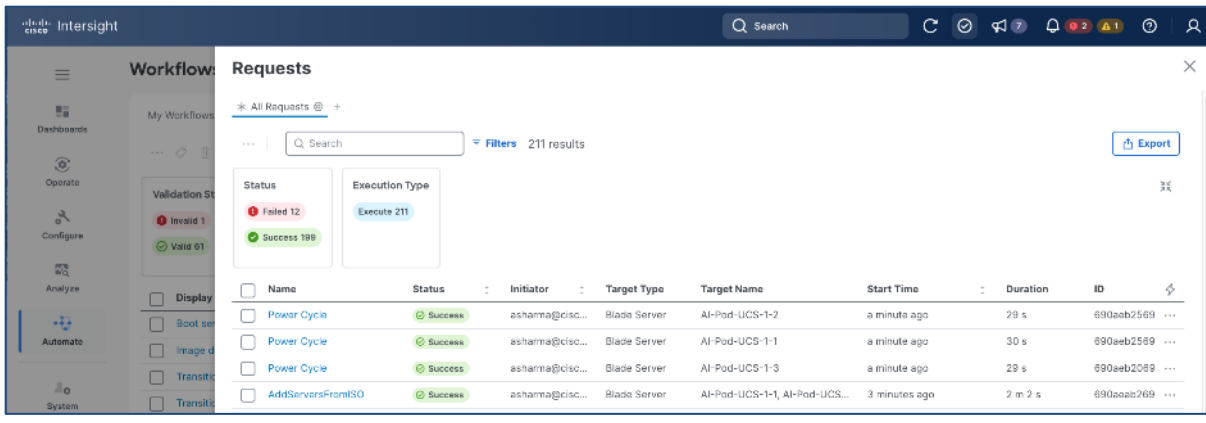 cisco Intersight
Search
7
2
1
Workflow
Requests
Dashboards
Operate
Configure
Analyze
Automate
System
My Workflows
Validation St
Invalid 1
Valid 61
Display
Boot ser
Image d
Transitic
Transitic
All Requests +
Search
Filters 211 results
Export
Status
Failed 12
Success 199
Execution Type
Execute 211
Name Status Initiator Target Type Target Name Start Time Duration ID
Power Cycle Success asharma@cisc... Blade Server AI-Pod-UCS-1-2 a minute ago 29 s 690aeb2569 ...
Power Cycle Success asharma@cisc... Blade Server AI-Pod-UCS-1-1 a minute ago 30 s 690aeb2569 ...
Power Cycle Success asharma@cisc... Blade Server AI-Pod-UCS-1-3 a minute ago 29 s 690aeb2069 ...
AddServersFromISO Success asharma@cisc... Blade Server AI-Pod-UCS-1-1, AI-Pod-UCS... 3 minutes ago 2 m 2 s 690aeab269 ...